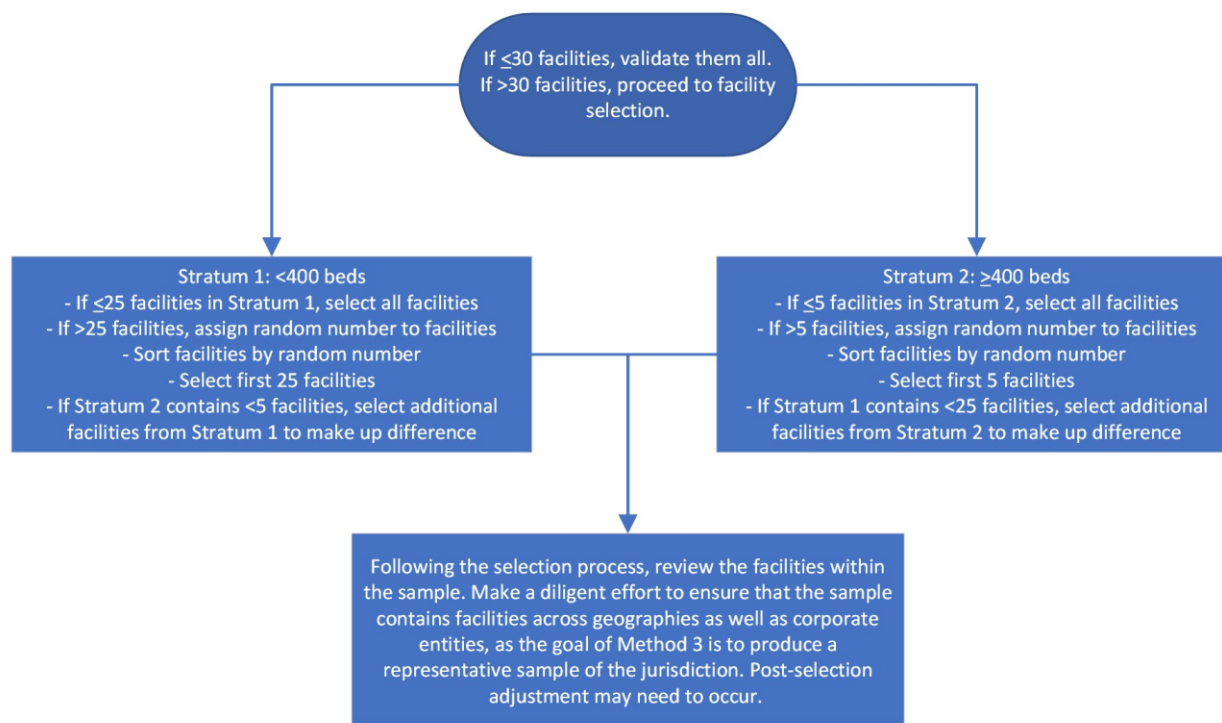 If ≤30 facilities, validate them all.
If >30 facilities, proceed to facility
selection.
Stratum 1: <400 beds
- If ≤25 facilities in Stratum 1, select all facilities
- If >25 facilities, assign random number to facilities
- Sort facilities by random number
- Select first 25 facilities
- If Stratum 2 contains <5 facilities, select additional
facilities from Stratum 1 to make up difference
Stratum 2: ≥400 beds
- If ≤5 facilities in Stratum 2, select all facilities
- If >5 facilities, assign random number to facilities
- Sort facilities by random number
- Select first 5 facilities
- If Stratum 1 contains <25 facilities, select additional
facilities from Stratum 2 to make up difference
Following the selection process, review the facilities within
the sample. Make a diligent effort to ensure that the sample
contains facilities across geographies as well as corporate
entities, as the goal of Method 3 is to produce a
representative sample of the jurisdiction. Post-selection
adjustment may need to occur.